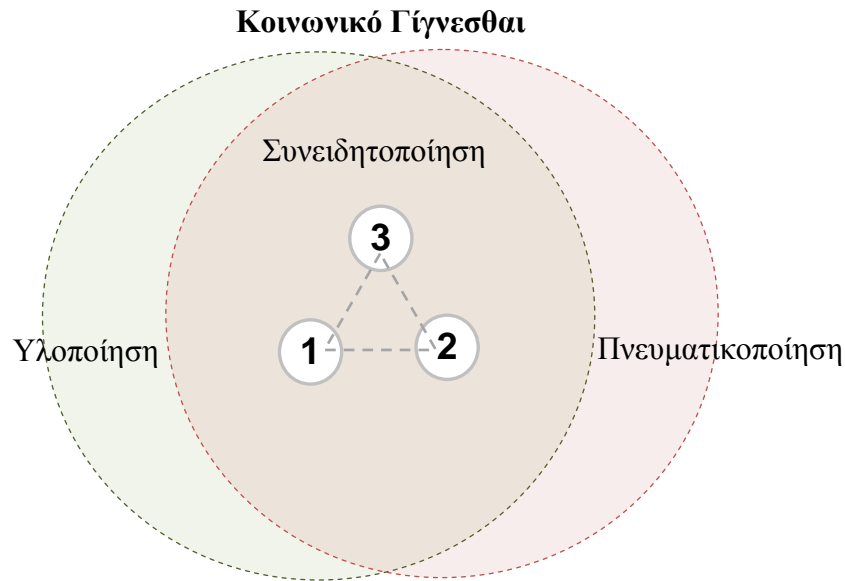 Κοινωνικό Γίγνεσθαι
Συνειδητοποίηση
3
1
2
Υλοποίηση
Πνευματικοποίηση